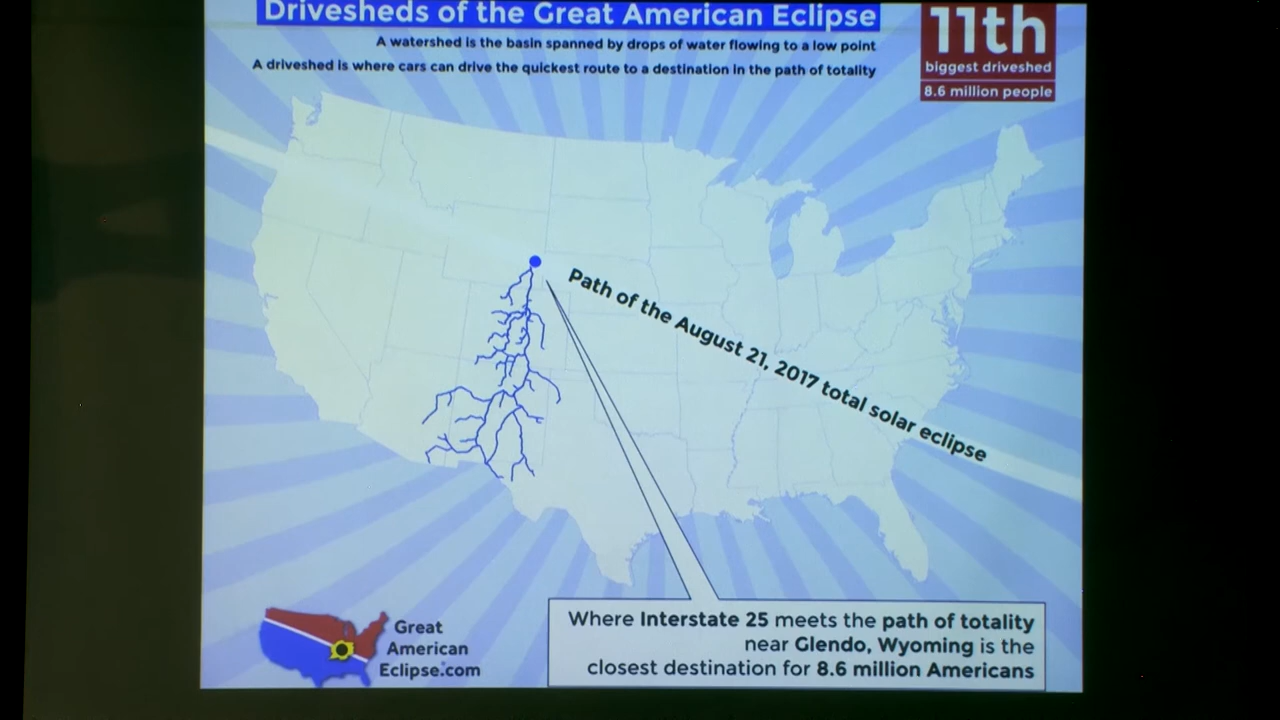 Drivesheds of the Great American Eclipse
A watershed is the basin spanned by drops of water flowing to a low point
A driveshed is where cars can drive the quickest route to a destination in the path of totality
11th
biggest driveshed
8.6 million people
Path of the August 21, 2017 total solar eclipse
Where Interstate 25 meets the path of totality
near Glendo, Wyoming is the
closest destination for 8.6 million Americans
Great
American
Eclipse.com